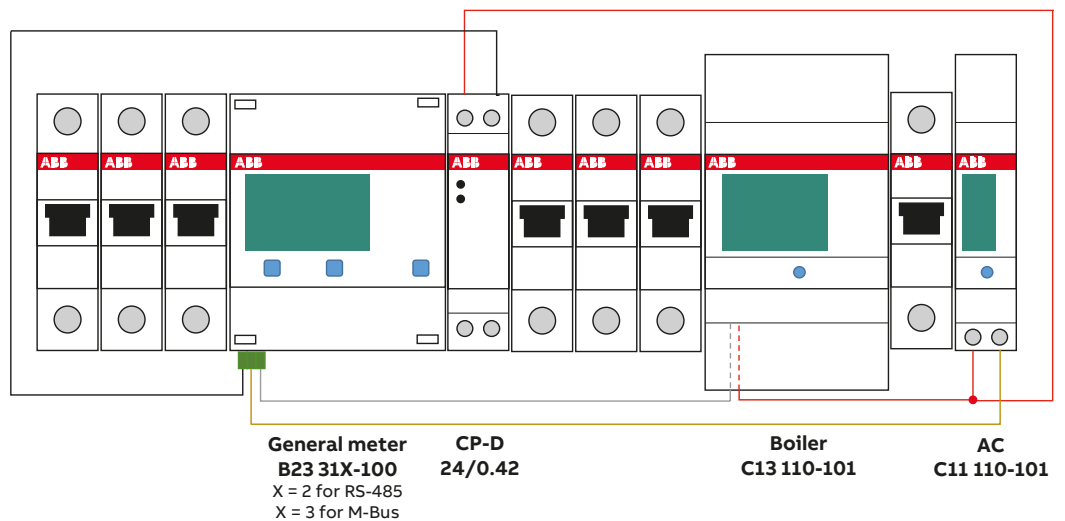 ABB ABB ABB ABB ABB ABB ABB ABB ABB ABB ABB
General meter
B23 31X-100
X = 2 for RS-485
X = 3 for M-Bus
CP-D
24/0.42
Boiler
C13 110-101
AC
C11 110-101